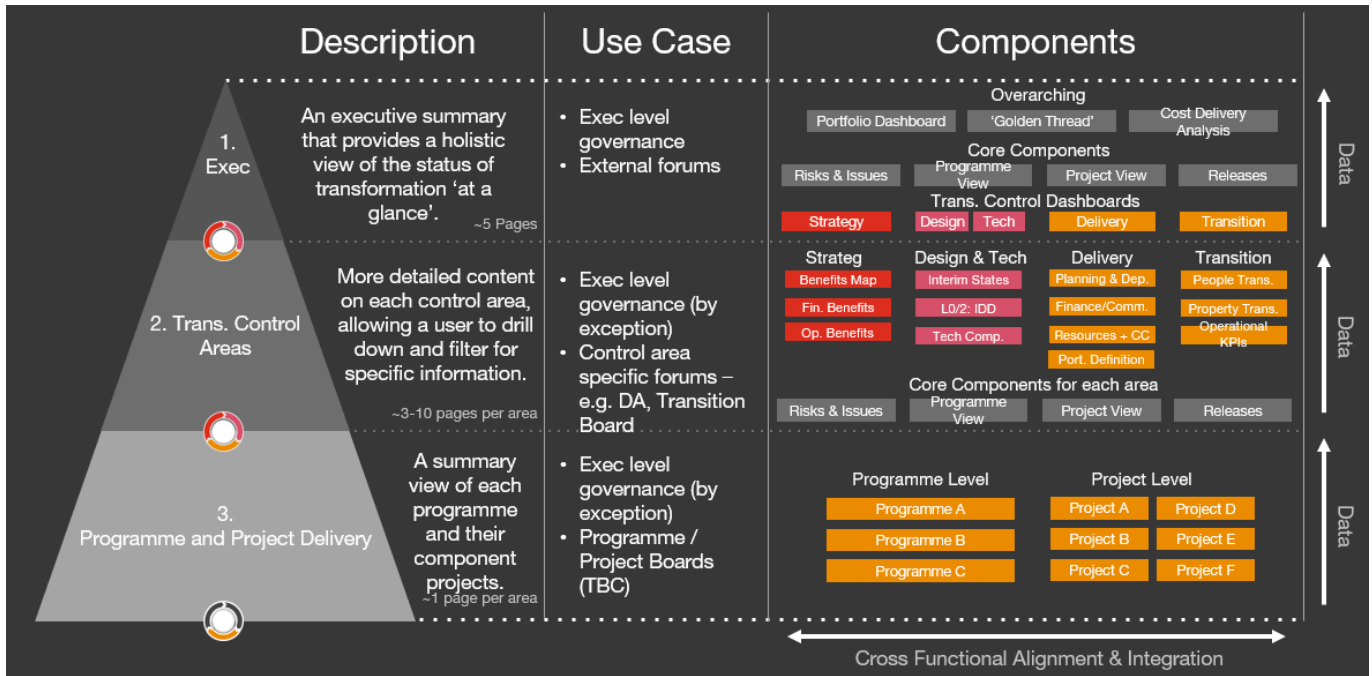 Description
Use Case
Components
1.
Exec
An executive summary
that provides a holistic
view of the status of
transformation ‘at a
glance’.
~5 Pages
• Exec level
governance
• External forums
Overarching
Portfolio Dashboard
‘Golden Thread’
Cost Delivery
Analysis
Core Components
Risks & Issues
Programme
View
Project View
Releases
Trans. Control Dashboards
Strategy
Design
Tech
Delivery
Transition
Data
2. Trans. Control
Areas
More detailed content
on each control area,
allowing a user to drill
down and filter for
specific information.
~3-10 pages per area
• Exec level
governance (by
exception)
• Control area
specific forums –
e.g. DA, Transition
Board
Strateg
Benefits Map
Fin. Benefits
Op. Benefits
Design & Tech
Interim States
L0/2: IDD
Tech Comp.
Delivery
Planning & Dep.
Finance/Comm.
Resources + CC
Port. Definition
Transition
People Trans.
Property Trans.
Operational
KPIs
Core Components for each area
Risks & Issues
Programme
View
Project View
Releases
Data
3.
Programme and Project Delivery
A summary
view of each
programme
and their
component
projects.
~1 page per area
• Exec level
governance (by
exception)
• Programme /
Project Boards
(TBC)
Programme Level
Programme A
Programme B
Programme C
Project Level
Project A
Project D
Project B
Project E
Project C
Project F
Data
Cross Functional Alignment & Integration